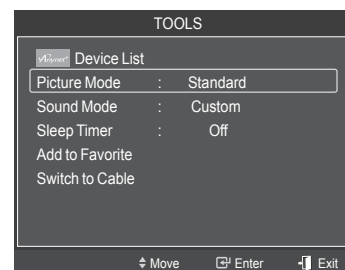 TOOLS
Device List
Picture Mode : Standard
Sound Mode : Custom
Sleep Timer : Off
Add to Favorite
Switch to Cable
Move Enter Exit